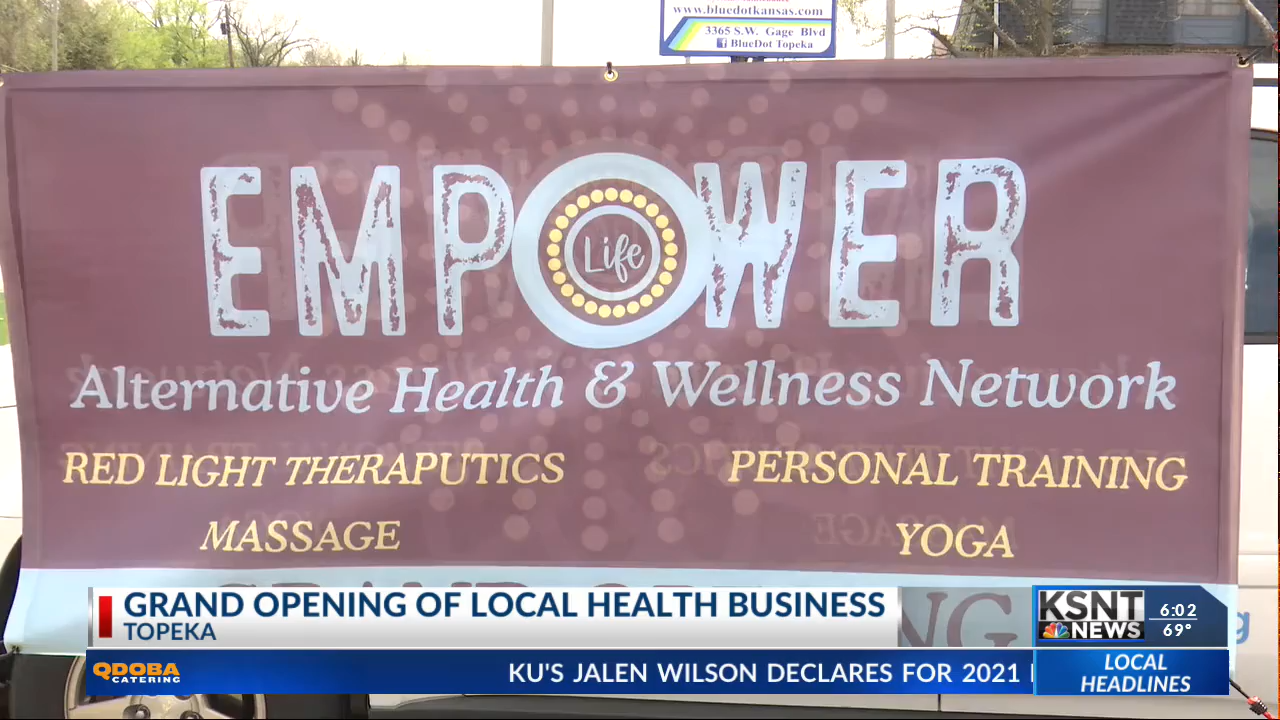 www.bluedotkansas.com
3365 S.W. Gage Blvd
BlueDot Topeka
EMPOWER
Life
Alternative Health & Wellness Network
RED LIGHT THERAPUTICS
PERSONAL TRAINING
MASSAGE
YOGA
GRAND OPENING OF LOCAL HEALTH BUSINESS
TOPEKA
KSNT
NEWS
6:02
69°
QDOBA
CATERING
KU'S JALEN WILSON DECLARES FOR 2021
LOCAL
HEADLINES